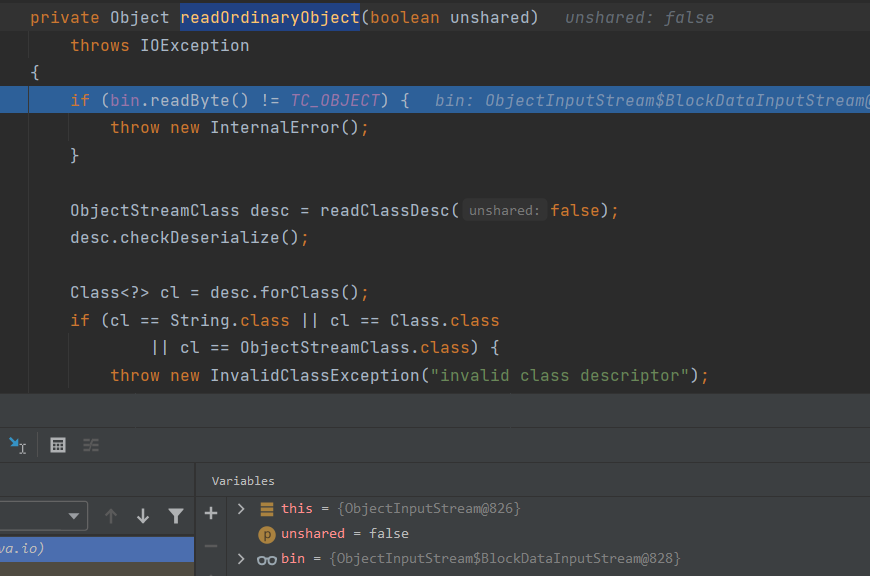 private Object readOrdinaryObject(boolean unshared) unshared: false
throws IOException
{
if (bin.readByte() != TC_OBJECT) { bin: ObjectInputStream$BlockDataInputStream@
throw new InternalError();
}
ObjectStreamClass desc = readClassDesc( unshared: false);
desc.checkDeserialize();
Class<?> cl = desc.forClass();
if (cl == String.class || cl == Class.class
|| cl == ObjectStreamClass.class) {
throw new InvalidClassException("invalid class descriptor");
Variables
this = {ObjectInputStream@826}
p unshared = false
va.io)
bin = {ObjectInputStream$BlockDataInputStream@828}